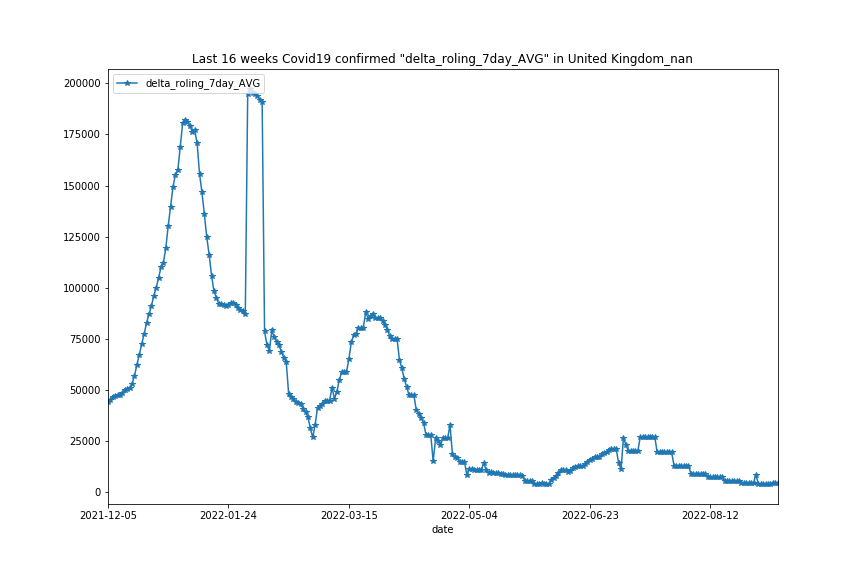 Last 16 weeks Covid19 confirmed "delta_roling_7day_AVG" in United Kingdom_nan
delta_roling_7day_AVG
200000
175000
150000
125000
100000
75000
50000
25000
0
2021-12-05 2022-01-24 2022-03-15 2022-05-04 2022-06-23 2022-08-12
date